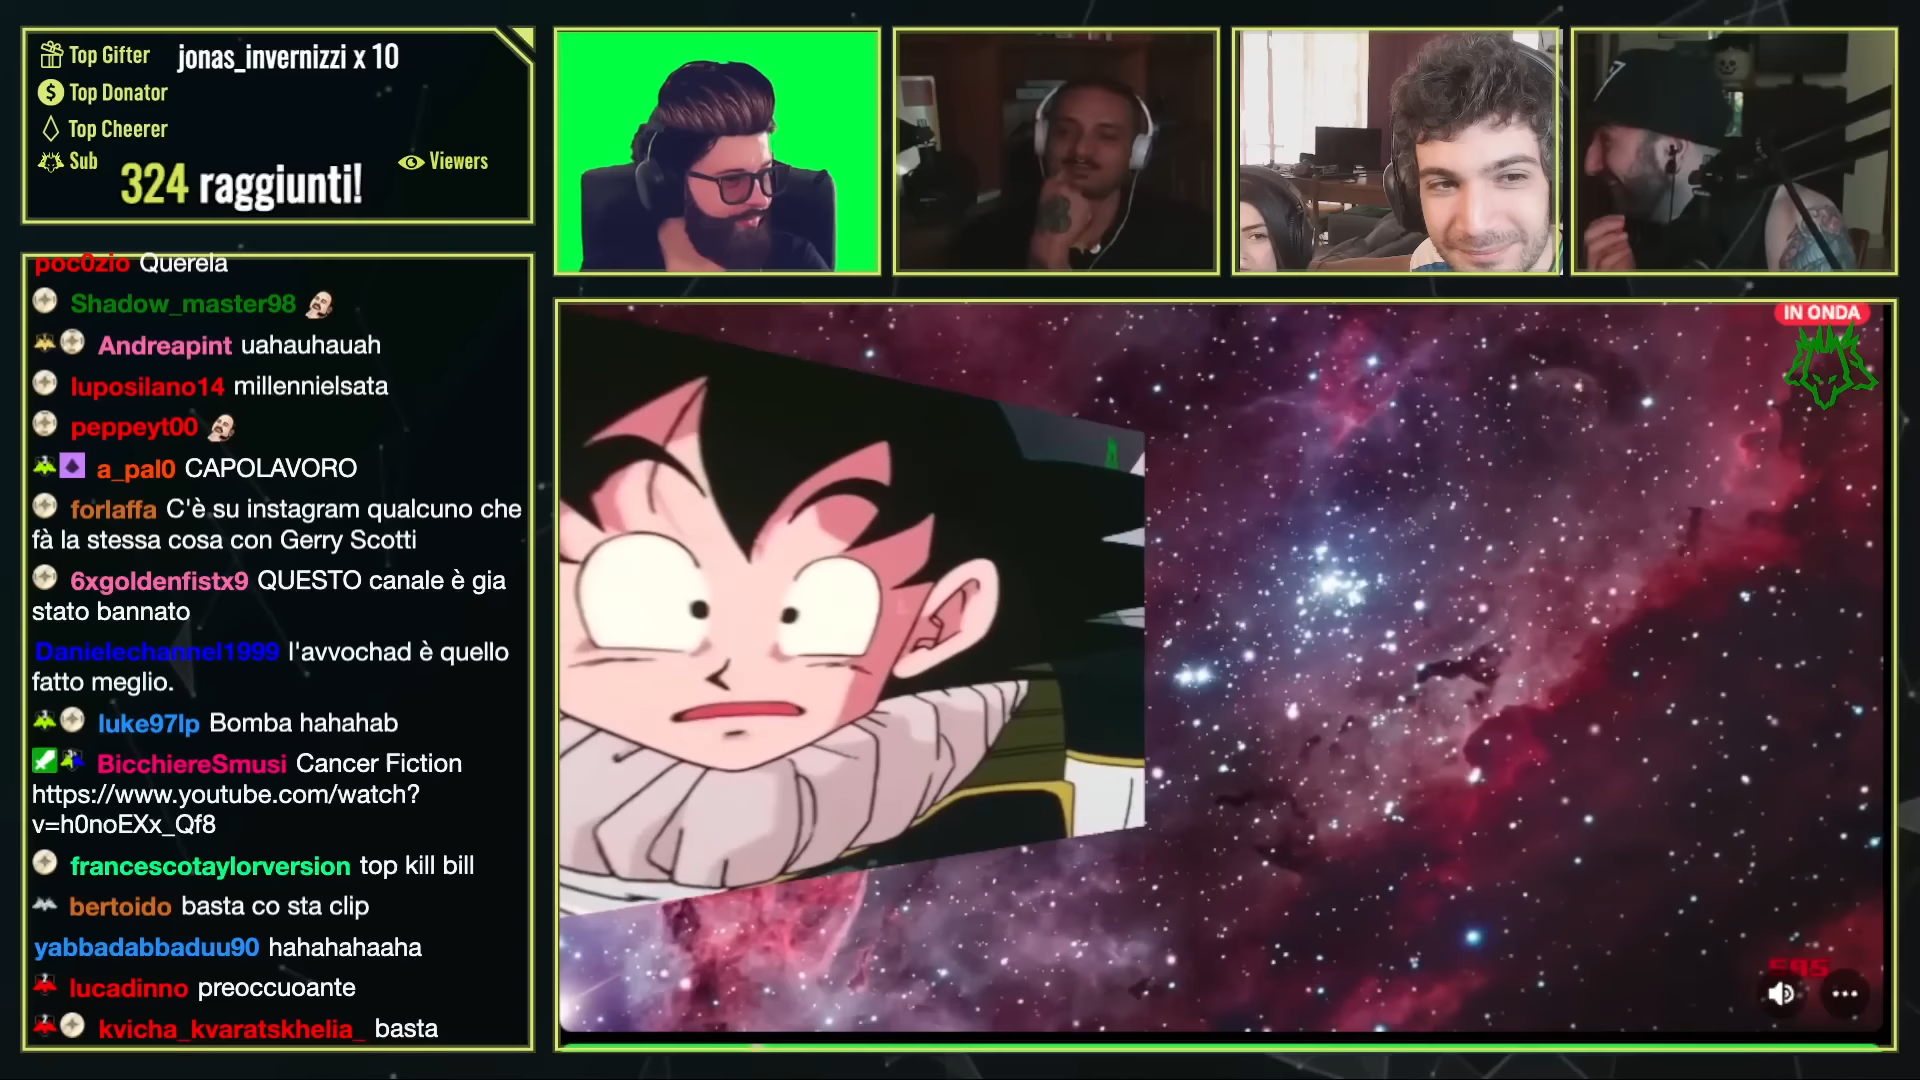 Top Gifter jonas_invernizzi x 10
Top Donator
Top Cheerer
Sub 324 raggiunti! Viewers
poc0zio Querela
Shadow_master98
Andreapint uahauhauah
luposilano14 millennielsata
peppeyt00
a_pal0 CAPOLAVORO
forlaffa C'è su instagram qualcuno che
fà la stessa cosa con Gerry Scotti
6xgoldenfistx9 QUESTO canale è gia
stato bannato
Danielechannel1999 l'avvochad è quello
fatto meglio.
luke97lp Bomba hahahab
BicchiereSmusi Cancer Fiction
https://www.youtube.com/watch?
v=h0noEXx_Qf8
francescotaylorversion top kill bill
bertoido basta co sta clip
yabbadabbaduu90 hahahahaaha
lucadinno preoccuoante
kvicha_kvaratskhelia_ basta
IN ONDA